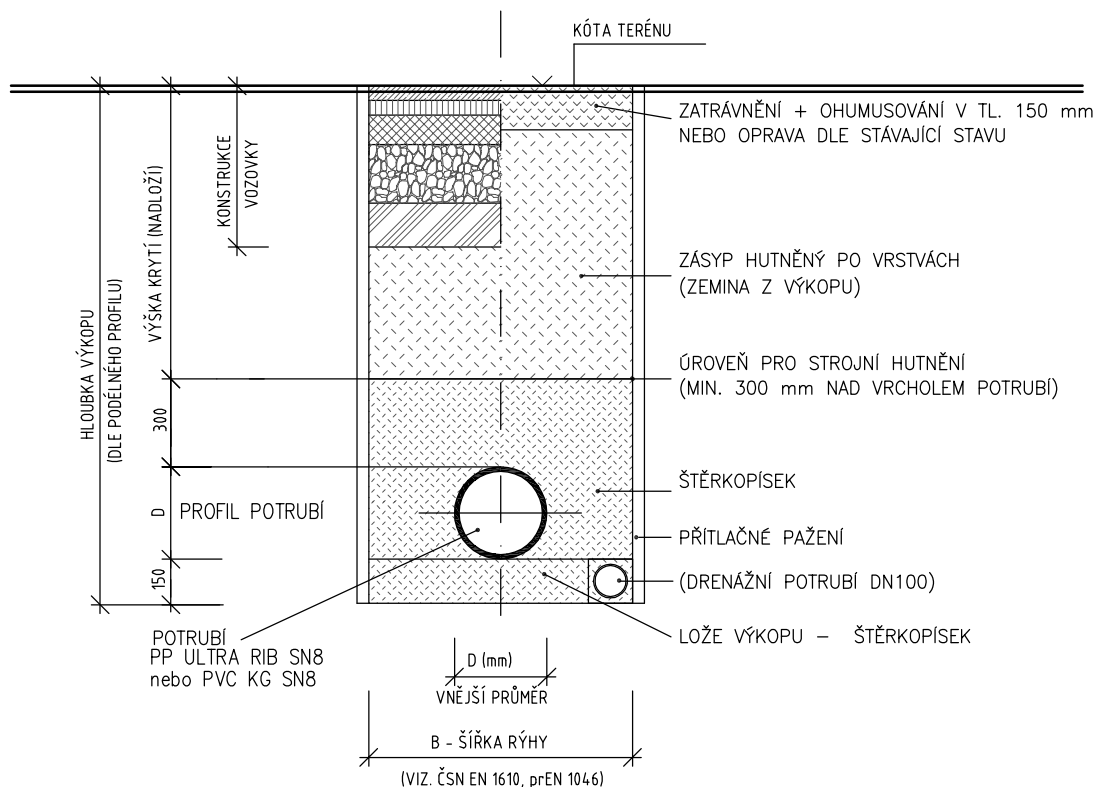 KÓTA TERÉNU
ZATRÁVNĚNÍ + OHUMUSOVÁNÍ V TL. 150 mm
NEBO OPRAVA DLE STÁVAJÍCÍ STAVU
KONSTRUKCE
VOZOVKY
VÝŠKA KRYTÍ (NADLOŽÍ)
HLOUBKA VÝKOPU
(DLE PODÉLNÉHO PROFILU)
ZÁSYP HUTNĚNÝ PO VRSTVÁCH
(ZEMINA Z VÝKOPU)
ÚROVEŇ PRO STROJNÍ HUTNĚNÍ
(MIN. 300 mm NAD VRCHOLEM POTRUBÍ)
300
ŠTĚRKOPÍSEK
D
PROFIL POTRUBÍ
PŘÍTLAČNÉ PAŽENÍ
150
(DRENÁŽNÍ POTRUBÍ DN100)
LOŽE VÝKOPU – ŠTĚRKOPÍSEK
POTRUBÍ
PP ULTRA RIB SN8
nebo PVC KG SN8
D (mm)
VNĚJŠÍ PRŮMĚR
B - ŠÍŘKA RÝHY
(VIZ. ČSN EN 1610, prEN 1046)